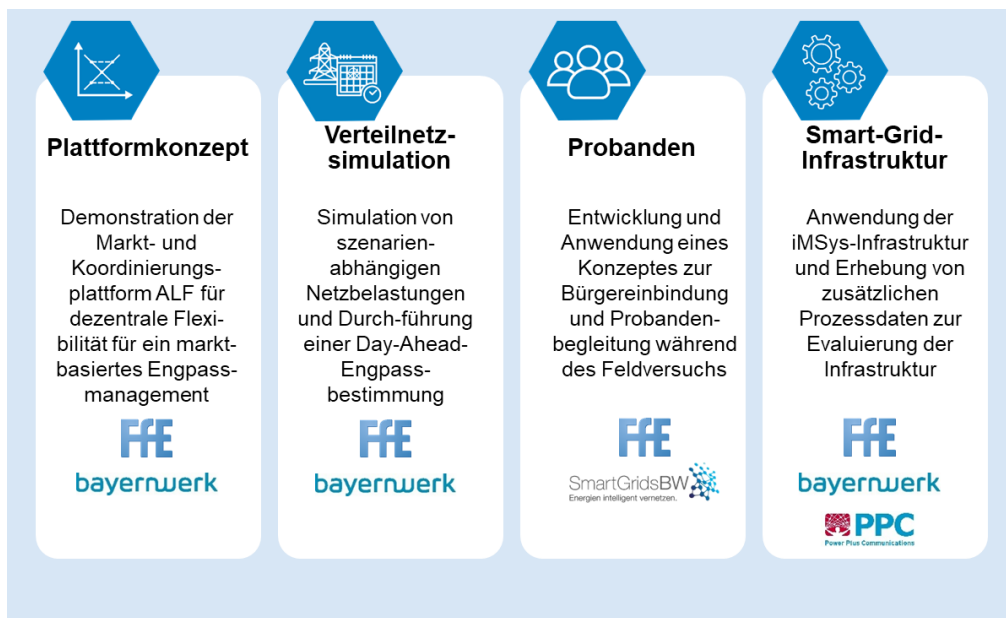 Plattformkonzept
Demonstration der
Markt- und
Koordinierungs-
plattform ALF für
dezentrale Flexi-
bilität für ein markt-
basiertes Engpass-
management
FfE
bayernwerk
Verteilnetz-
simulation
Simulation von
szenarien-
abhängigen
Netzbelastungen
und Durch-führung
einer Day-Ahead-
Engpass-
bestimmung
FfE
bayernwerk
Probanden
Entwicklung und
Anwendung eines
Konzeptes zur
Bürgereinbindung
und Probanden-
begleitung während
des Feldversuchs
FfE
SmartGridsBW
Energien intelligent vernetzen.
Smart-Grid-
Infrastruktur
Anwendung der
iMSys-Infrastruktur
und Erhebung von
zusätzlichen
Prozessdaten zur
Evaluierung der
Infrastruktur
FfE
bayernwerk
PPC
Power Plus Communications